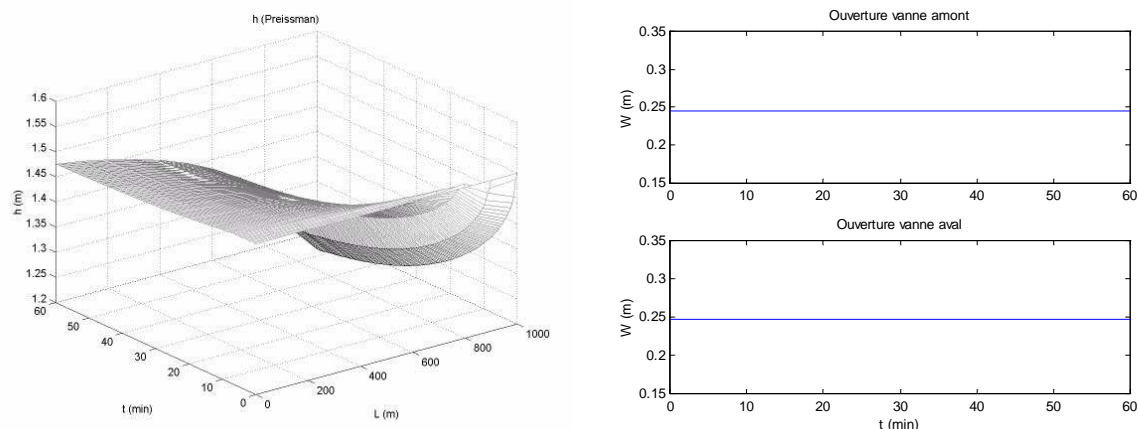 h (Preissman)
1.6
1.55
1.5
1.45
1.4
1.35
1.3
1.25
1.2
h (m)
60
50
40
30
20
10
0
t (min)
0
200
400
600
800
1000
L (m)
Ouverture vanne amont
0.35
0.3
0.25
0.2
0.15
W (m)
0 10 20 30 40 50 60
Ouverture vanne aval
0.35
0.3
0.25
0.2
0.15
W (m)
0 10 20 30 40 50 60
t (min)